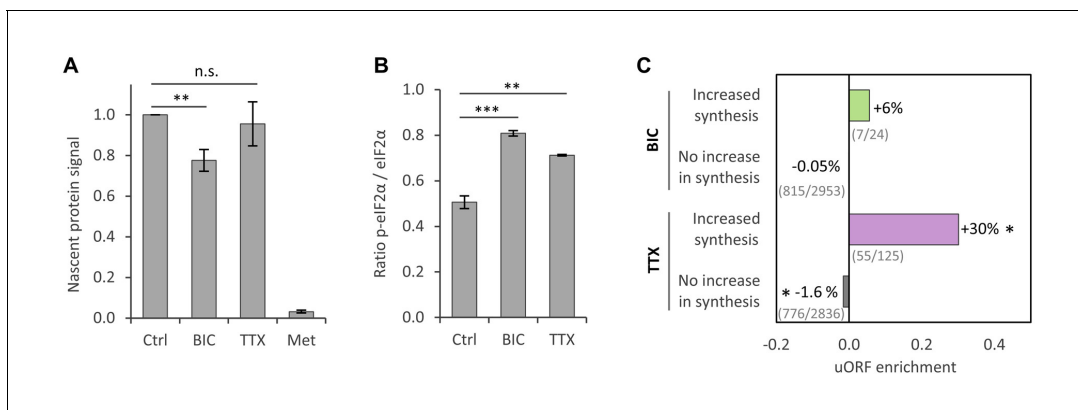 A
n.s.
**
Nascent protein signal
1.0
0.8
0.6
0.4
0.2
0.0
Ctrl BIC TTX Met
B
**
***
Ratio p-eIF2α / eIF2α
1.0
0.8
0.6
0.4
0.2
0.0
Ctrl BIC TTX
C
BIC
Increased
synthesis
+6%
(7/24)
No increase
in synthesis
-0.05%
(815/2953)
TTX
Increased
synthesis
+30% *
(55/125)
No increase
in synthesis
* -1.6 %
(776/2836)
-0.2 0.0 0.2 0.4
uORF enrichment